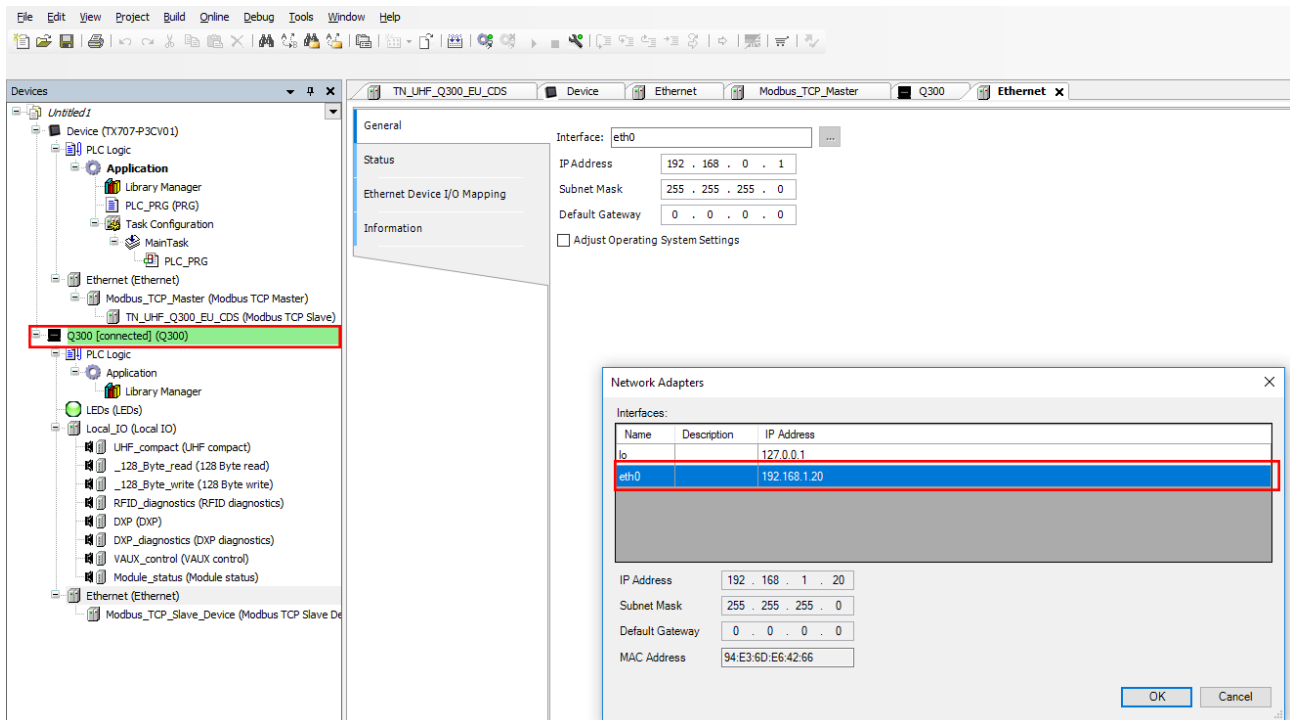 File Edit View Project Build Online Debug Tools Window Help
Devices
Untitled1
Device (TX707-P3CV01)
PLC Logic
Application
Library Manager
PLC_PRG (PRG)
Task Configuration
MainTask
PLC_PRG
Ethernet (Ethernet)
Modbus_TCP_Master (Modbus TCP Master)
TN_UHF_Q300_EU_CDS (Modbus TCP Slave)
Q300 [connected] (Q300)
PLC Logic
Application
Library Manager
LEDs (LEDs)
Local_IO (Local IO)
UHF_compact (UHF compact)
_128_Byte_read (128 Byte read)
_128_Byte_write (128 Byte write)
RFID_diagnostics (RFID diagnostics)
DXP (DXP)
DXP_diagnostics (DXP diagnostics)
VAUX_control (VAUX control)
Module_status (Module status)
Ethernet (Ethernet)
Modbus_TCP_Slave_Device (Modbus TCP Slave De
TN_UHF_Q300_EU_CDS Device Ethernet Modbus_TCP_Master Q300 Ethernet
General
Status
Ethernet Device I/O Mapping
Information
Interface: eth0 ...
IPAddress 192 . 168 . 0 . 1
Subnet Mask 255 . 255 . 255 . 0
Default Gateway 0 . 0 . 0 . 0
Adjust Operating System Settings
Network Adapters
Interfaces:
Name Description IP Address
lo 127.0.0.1
eth0 192.168.1.20
IP Address 192 . 168 . 1 . 20
Subnet Mask 255 . 255 . 255 . 0
Default Gateway 0 . 0 . 0 . 0
MAC Address 94:E3:6D:E6:42:66
OK Cancel